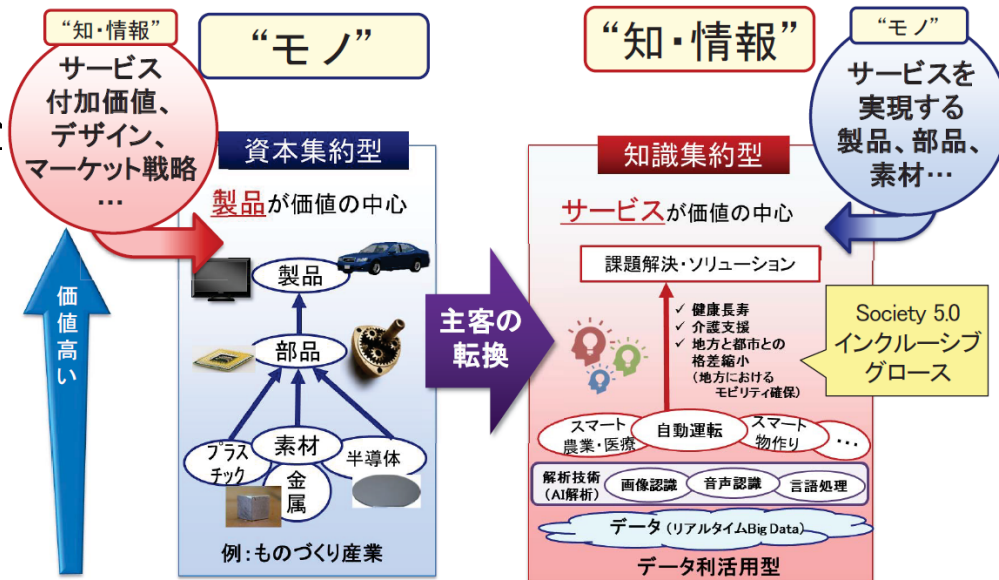 “知・情報”
サービス
付加価値、
デザイン、
マーケット戦略
…
“モノ”
資本集約型
製品が価値の中心
製品
部品
プラス
チック
素材
金
属
半導体
例：ものづくり産業
価値高い
主客の
転換
“知・情報”
知識集約型
サービスが価値の中心
課題解決・ソリューション
✓ 健康長寿
✓ 介護支援
✓ 地方と都市との
格差縮小
(地方における
モビリティ確保)
スマート
農業・医療
自動運転
スマート
物作り
…
解析技術
(AI解析)
画像認識
音声認識
言語処理
データ (リアルタイムBig Data)
データ利活用型
“モノ”
サービスを
実現する
製品、部品、
素材…
Society 5.0
インクルーシブ
グロース